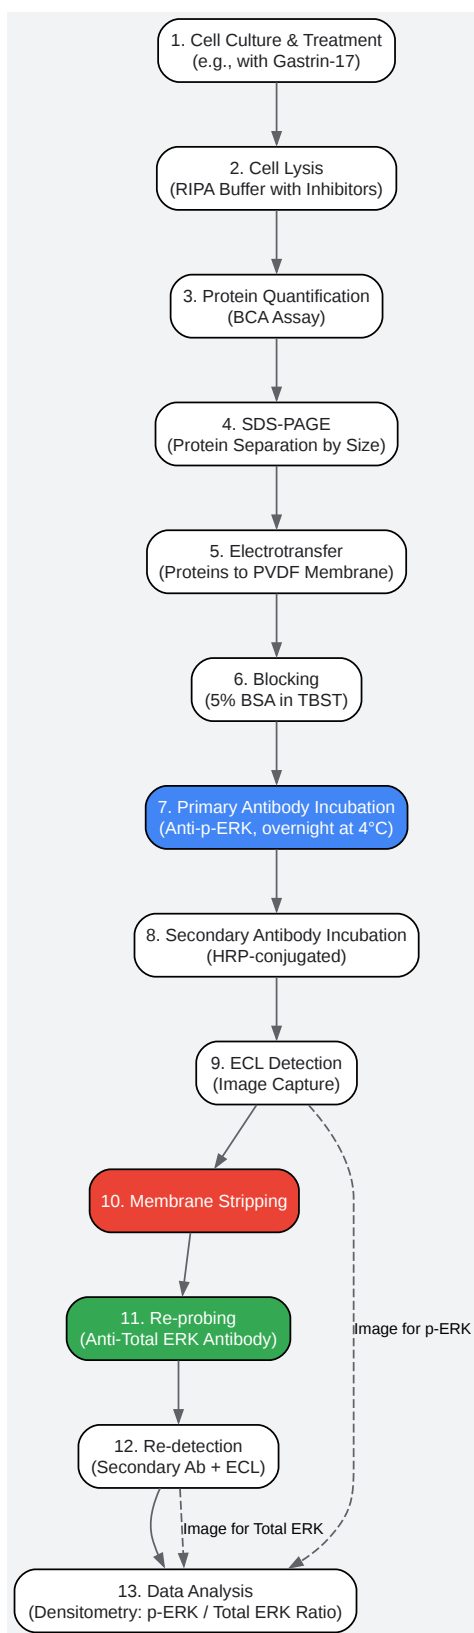 1. Cell Culture & Treatment
(e.g., with Gastrin-17)
2. Cell Lysis
(RIPA Buffer with Inhibitors)
3. Protein Quantification
(BCA Assay)
4. SDS-PAGE
(Protein Separation by Size)
5. Electrotransfer
(Proteins to PVDF Membrane)
6. Blocking
(5% BSA in TBST)
7. Primary Antibody Incubation
(Anti-p-ERK, overnight at 4°C)
8. Secondary Antibody Incubation
(HRP-conjugated)
9. ECL Detection
(Image Capture)
10. Membrane Stripping
11. Re-probing
(Anti-Total ERK Antibody)
Image for p-ERK
12. Re-detection
(Secondary Ab + ECL)
Image for Total ERK
13. Data Analysis
(Densitometry: p-ERK / Total ERK Ratio)